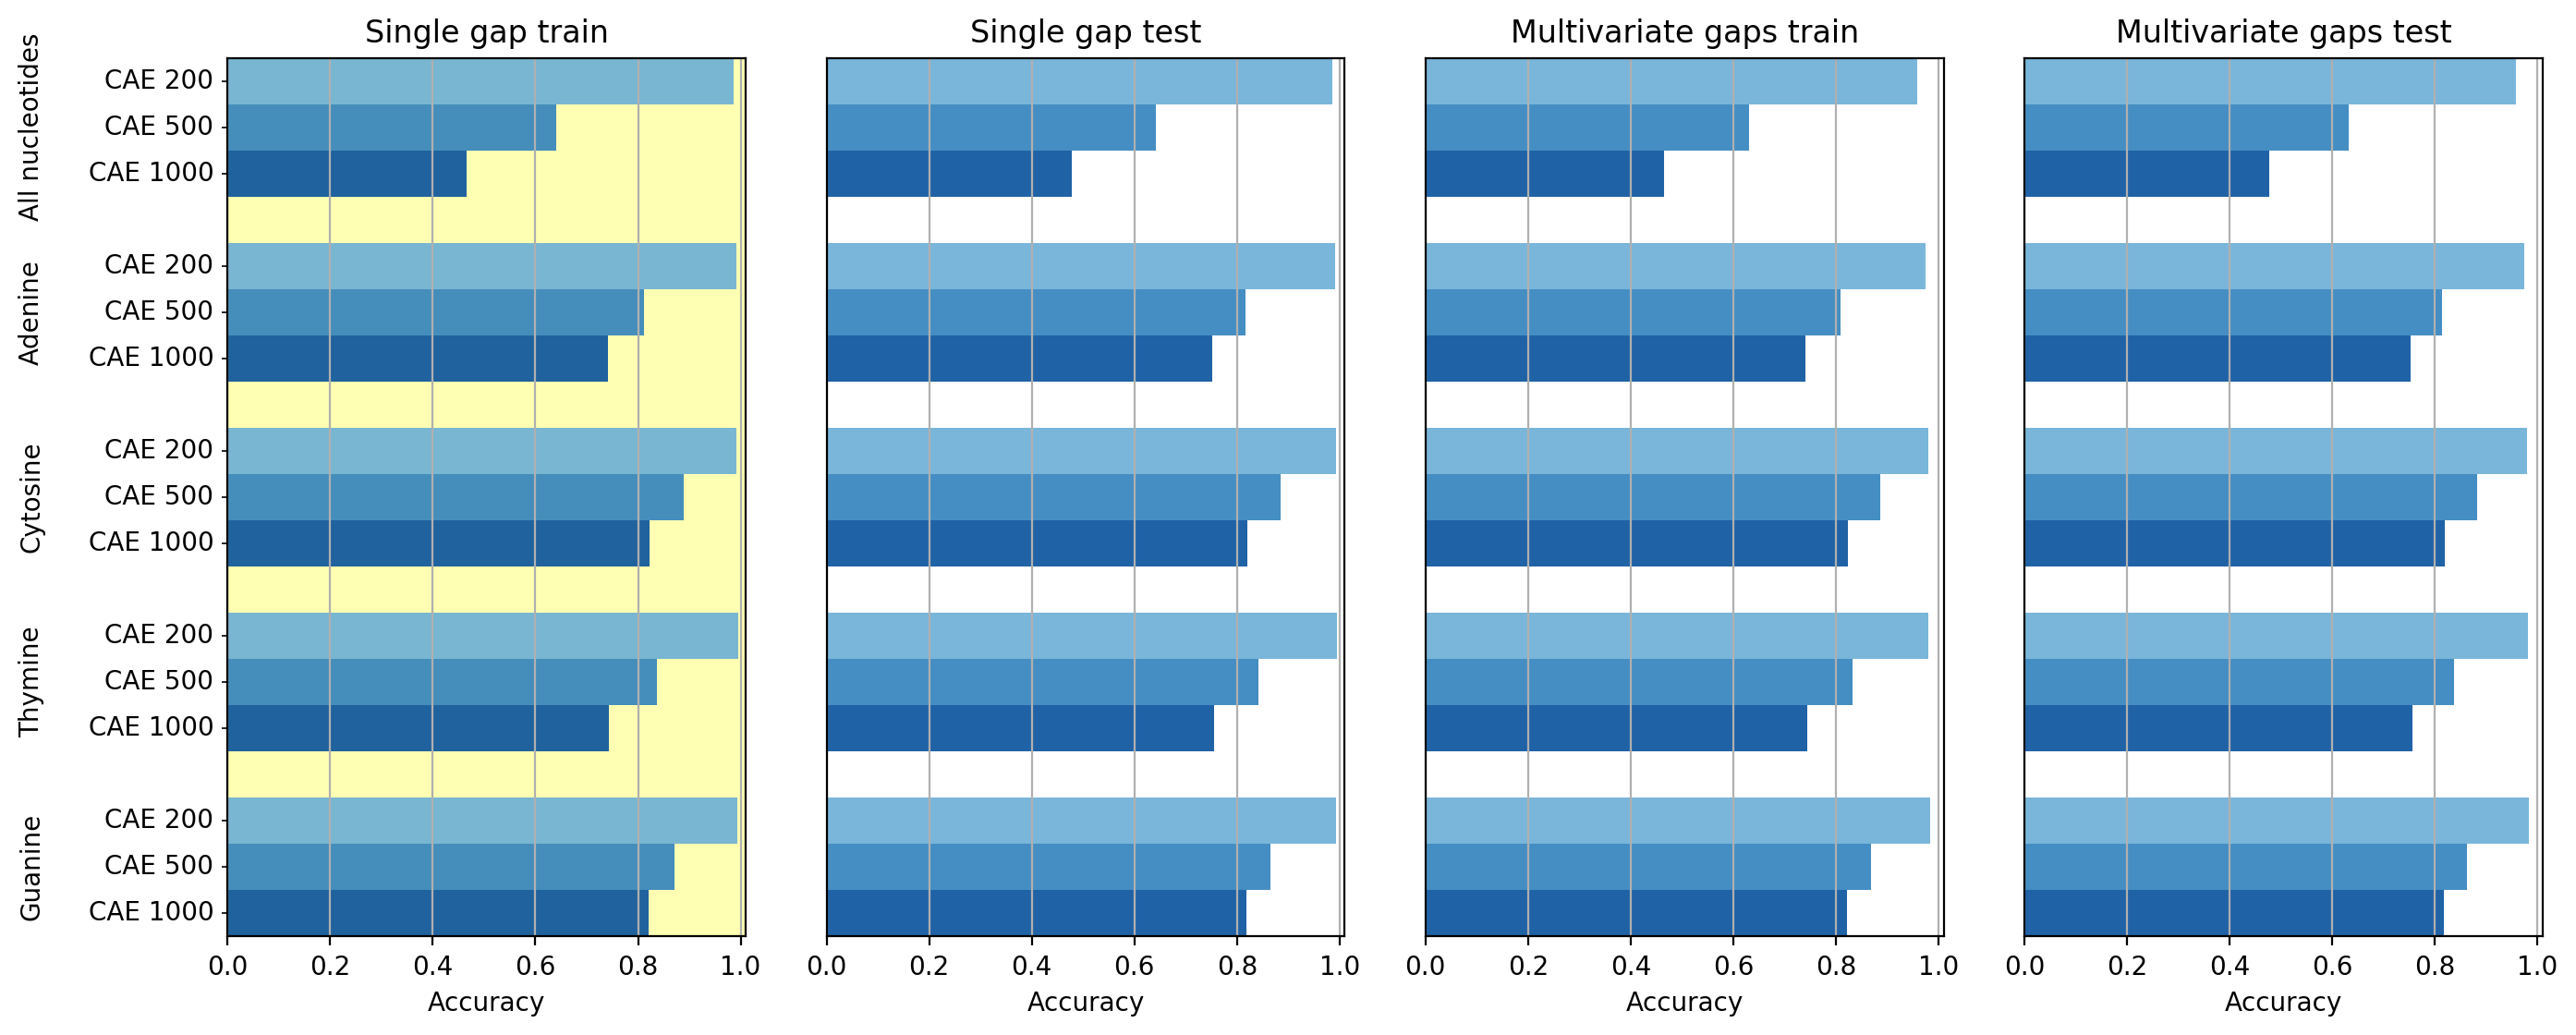 Single gap train
Single gap test
Multivariate gaps train
Multivariate gaps test
All nucleotides
CAE 200
CAE 500
CAE 1000
Adenine
CAE 200
CAE 500
CAE 1000
Cytosine
CAE 200
CAE 500
CAE 1000
Thymine
CAE 200
CAE 500
CAE 1000
Guanine
CAE 200
CAE 500
CAE 1000
0.0 0.2 0.4 0.6 0.8 1.0
Accuracy
0.0 0.2 0.4 0.6 0.8 1.0
Accuracy
0.0 0.2 0.4 0.6 0.8 1.0
Accuracy
0.0 0.2 0.4 0.6 0.8 1.0
Accuracy